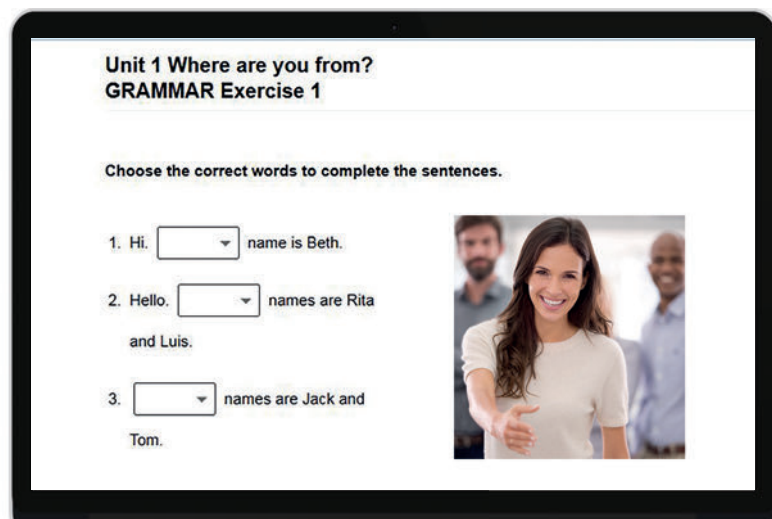 Unit 1 Where are you from?
GRAMMAR Exercise 1
Choose the correct words to complete the sentences.
1. Hi. name is Beth.
2. Hello. names are Rita
and Luis.
3. names are Jack and
Tom.